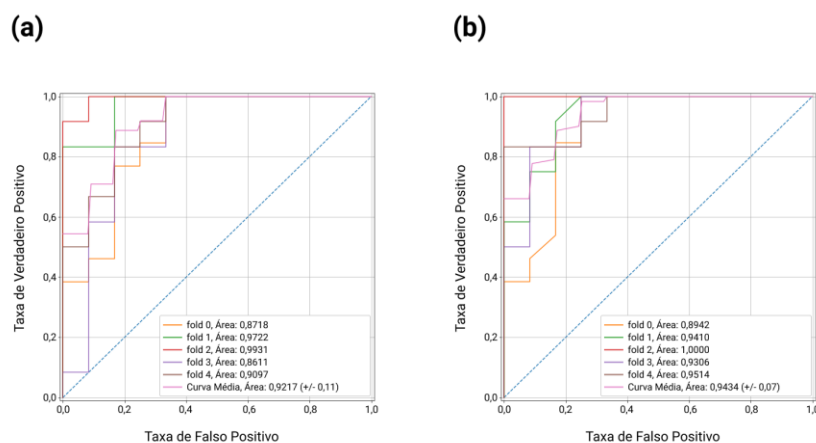 (a)
1,0
0,8
0,6
0,4
0,2
0,0
Taxa de Verdadeiro Positivo
fold 0, Área: 0,8718
fold 1, Área: 0,9722
fold 2, Área: 0,9931
fold 3, Área: 0,8611
fold 4, Área: 0,9097
Curva Média, Área: 0,9217 (+/- 0,11)
0,0 0,2 0,4 0,6 0,8 1,0
Taxa de Falso Positivo
(b)
1,0
0,8
0,6
0,4
0,2
0,0
Taxa de Verdadeiro Positivo
fold 0, Área: 0,8942
fold 1, Área: 0,9410
fold 2, Área: 1,0000
fold 3, Área: 0,9306
fold 4, Área: 0,9514
Curva Média, Área: 0,9434 (+/- 0,07)
0,0 0,2 0,4 0,6 0,8 1,0
Taxa de Falso Positivo